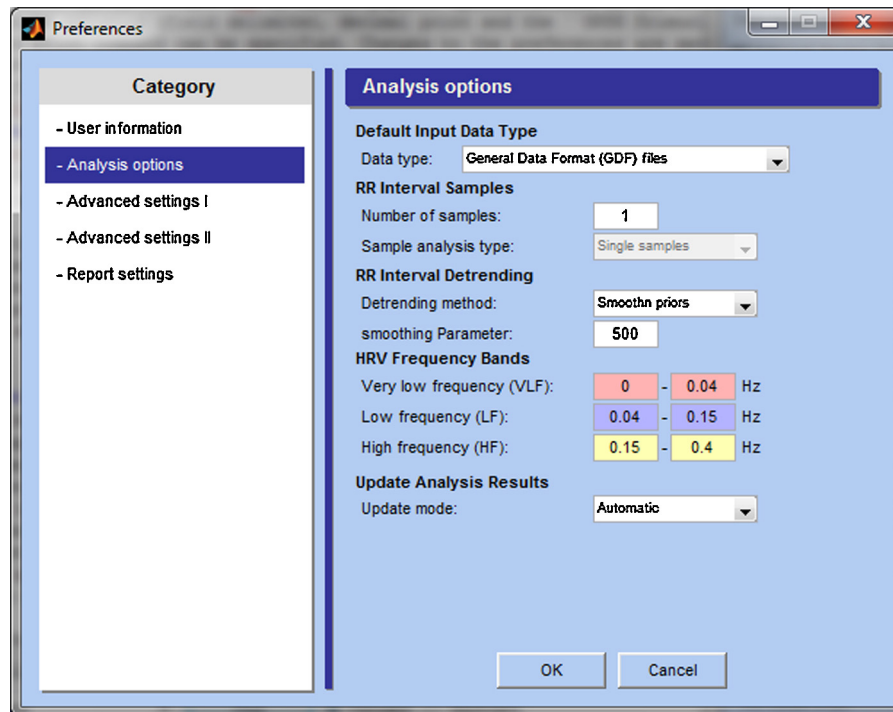 Preferences
Category
- User information
- Analysis options
- Advanced settings I
- Advanced settings II
- Report settings
Analysis options
Default Input Data Type
Data type: General Data Format (GDF) files
RR Interval Samples
Number of samples: 1
Sample analysis type: Single samples
RR Interval Detrending
Detrending method: Smoothn priors
smoothing Parameter: 500
HRV Frequency Bands
Very low frequency (VLF): 0 - 0.04 Hz
Low frequency (LF): 0.04 - 0.15 Hz
High frequency (HF): 0.15 - 0.4 Hz
Update Analysis Results
Update mode: Automatic
OK Cancel